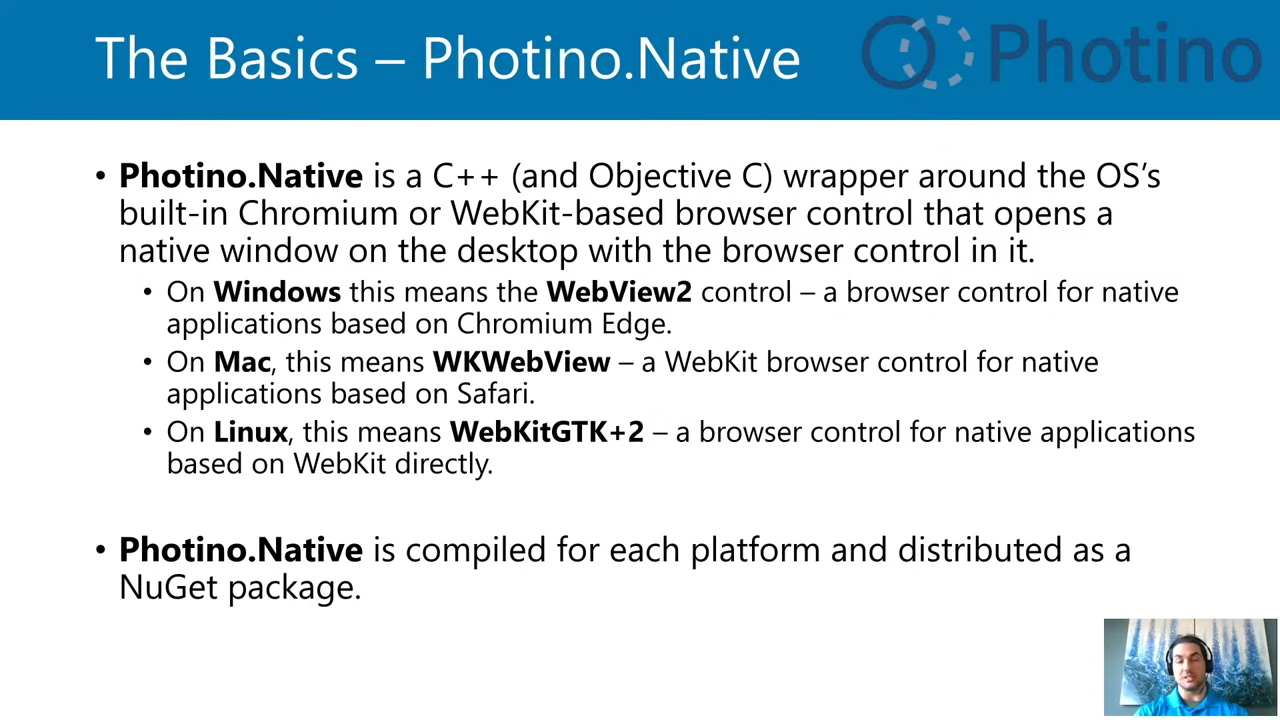 The Basics – Photino.Native
Photino
• Photino.Native is a C++ (and Objective C) wrapper around the OS’s
built-in Chromium or WebKit-based browser control that opens a
native window on the desktop with the browser control in it.
• On Windows this means the WebView2 control – a browser control for native
applications based on Chromium Edge.
• On Mac, this means WKWebView – a WebKit browser control for native
applications based on Safari.
• On Linux, this means WebKitGTK+2 – a browser control for native applications
based on WebKit directly.
• Photino.Native is compiled for each platform and distributed as a
NuGet package.